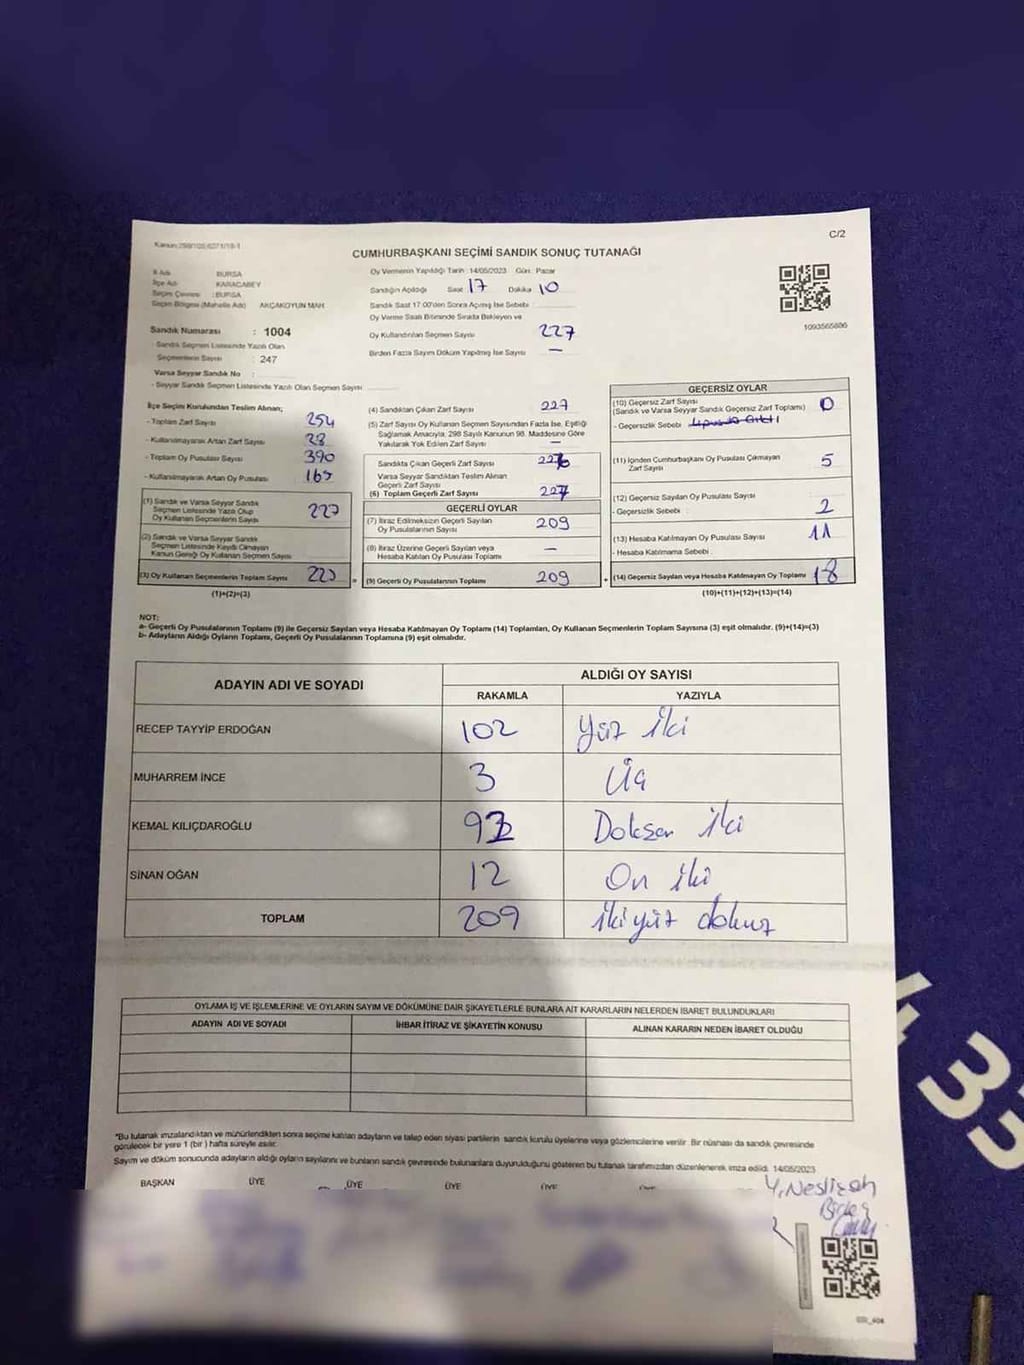 C/2
CUMHURBAŞKANI SEÇİMİ SANDIK SONUÇ TUTANAĞI
İl Adı BURSA
İlçe Adı KARACABEY
Seçim Çevresi : BURSA
Seçim Bölgesi (Mahalle Adı) AKÇAKOYUN MAH.
Sandık Numarası : 1004
- Sandık Seçmen Listesinde Yazılı Olan
Seçmenlerin Sayısı : 247
Varsa Seyyar Sandık No :
- Seyyar Sandık Seçmen Listesinde Yazılı Olan Seçmen Sayısı
Oy Vermenin Yapıldığı Tarih : 14/05/2023 Gün : Pazar
Sandığın Açıldığı Saat 17 Dakika 10
Sandık Saat 17.00'den Sonra Açılmış İse Sebebi :
Oy Verme Saati Bitiminde Sırada Bekleyen ve
Oy Kullandırılan Seçmen Sayısı 227
Birden Fazla Sayım Döküm Yapılmış İse Sayısı —
1093565886
İlçe Seçim Kurulundan Teslim Alınan;
- Toplam Zarf Sayısı 254
- Kullanılmayarak Artan Zarf Sayısı
- Toplam Oy Pusulası Sayısı 390
- Kullanılmayarak Artan Oy Pusulası
(1) Sandık ve Varsa Seyyar Sandık
Seçmen Listesinde Yazılı Olup
Oy Kullanan Seçmenlerin Sayısı 227
(2) Sandık ve Varsa Seyyar Sandık
Seçmen Listesinde Kayıtlı Olmayan
Kanun Gereği Oy Kullanan Seçmen Sayısı
(3) Oy Kullanan Seçmenlerin Toplam Sayısı
(1)+(2)=(3)
(4) Sandıktan Çıkan Zarf Sayısı 227
(5) Zarf Sayısı Oy Kullanan Seçmen Sayısından Fazla İse, Eşitliği
Sağlamak Amacıyla, 298 Sayılı Kanunun 98. Maddesine Göre
Yakılarak Yok Edilen Zarf Sayısı —
Sandıkta Çıkan Geçerli Zarf Sayısı
Varsa Seyyar Sandıktan Teslim Alınan
Geçerli Zarf Sayısı
(6) Toplam Geçerli Zarf Sayısı 227
GEÇERLİ OYLAR
(7) İtiraz Edilmeksizin Geçerli Sayılan
Oy Pusulalarının Sayısı 209
(8) İtiraz Üzerine Geçerli Sayılan veya
Hesaba Katılan Oy Pusulası Toplamı —
(9) Geçerli Oy Pusulalarının Toplamı 209
GEÇERSİZ OYLAR
(10) Geçersiz Zarf Sayısı
(Sandık ve Varsa Seyyar Sandık Geçersiz Zarf Toplamı) 0
- Geçersizlik Sebebi :
(11) İçinden Cumhurbaşkanı Oy Pusulası Çıkmayan
Zarf Sayısı 5
(12) Geçersiz Sayılan Oy Pusulası Sayısı
- Geçersizlik Sebebi : 2
(13) Hesaba Katılmayan Oy Pusulası Sayısı 11
- Hesaba Katılmama Sebebi :
(14) Geçersiz Sayılan veya Hesaba Katılmayan Oy Toplamı 18
(10)+(11)+(12)+(13)=(14)
NOT:
a- Geçerli Oy Pusulalarının Toplamı (9) ile Geçersiz Sayılan veya Hesaba Katılmayan Oy Toplamı (14) Toplamları, Oy Kullanan Seçmenlerin Toplam Sayısına (3) eşit olmalıdır. (9)+(14)=(3)
b- Adayların Aldığı Oyların Toplamı, Geçerli Oy Pusulalarının Toplamına (9) eşit olmalıdır.
ADAYIN ADI VE SOYADI ALDIĞI OY SAYISI
RAKAMLA YAZIYLA
RECEP TAYYİP ERDOĞAN 102 Yüz iki
MUHARREM İNCE 3 Üç
KEMAL KILIÇDAROĞLU 92 Doksan iki
SİNAN OĞAN 12 On iki
TOPLAM 209 iki yüz dokuz
OYLAMA İŞ VE İŞLEMLERİNE VE OYLARIN SAYIM VE DÖKÜMÜNE DAİR ŞİKAYETLERLE BUNLARA AİT KARARLARIN NELERDEN İBARET BULUNDUKLARI
ADAYIN ADI VE SOYADI İHBAR İTİRAZ VE ŞİKAYETİN KONUSU ALINAN KARARIN NEDEN İBARET OLDUĞU
"Bu tutanak imzalandıktan ve mühürlendikten sonra seçime katılan adayların ve talep eden siyasi partilerin sandık kurulu üyelerine veya gözlemcilerine verilir. Bir nüshası da sandık çevresinde
görülecek bir yere 1 (bir) hafta süreyle asılır.
Sayım ve döküm sonucunda adayların aldığı oyların sayılarını ve bunların sandık çevresinde bulunanlara duyurulduğunu gösteren bu tutanak tarafımızdan düzenlenerek imza edildi. 14/05/2023
BAŞKAN ÜYE ÜYE ÜYE ÜYE
Y. Neslişah